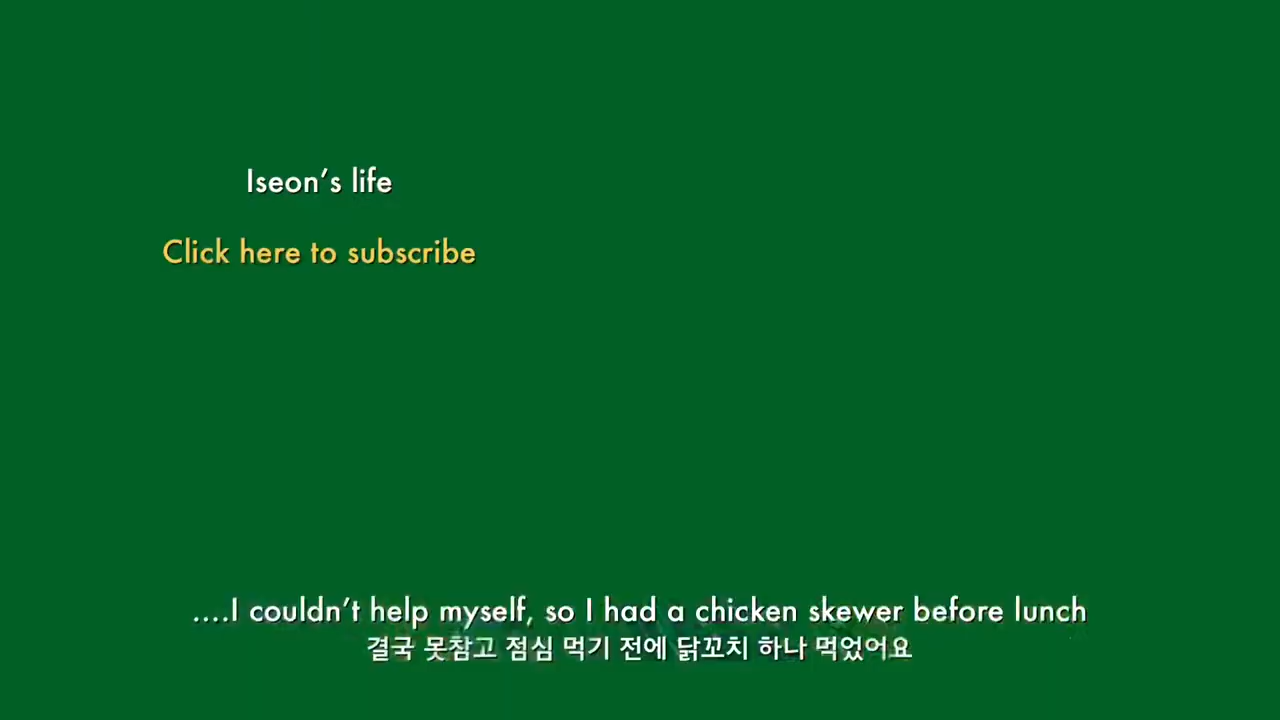 Iseon’s life
Click here to subscribe
....I couldn’t help myself, so I had a chicken skewer before lunch
결국 못참고 점심 먹기 전에 닭꼬치 하나 먹었어요